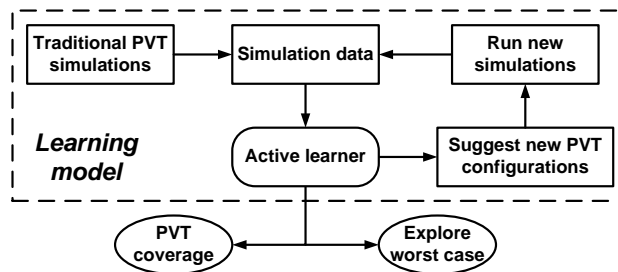 Traditional PVT
simulations
Simulation data
Run new
simulations
Learning
model
Active learner
Suggest new PVT
configurations
PVT
coverage
Explore
worst case